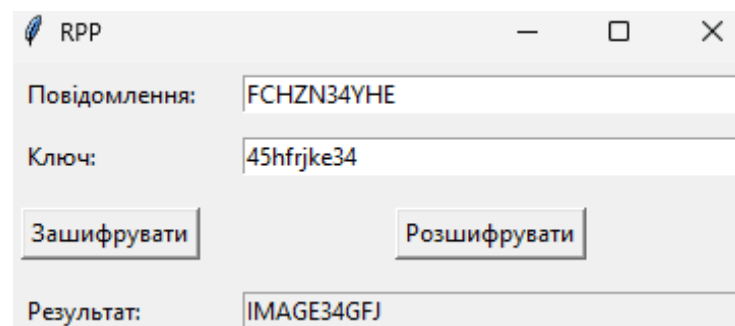 RPP
Повідомлення: FCHZN34YHE
Ключ: 45hfrjke34
Зашифрувати Розшифрувати
Результат: IMAGE34GFJ